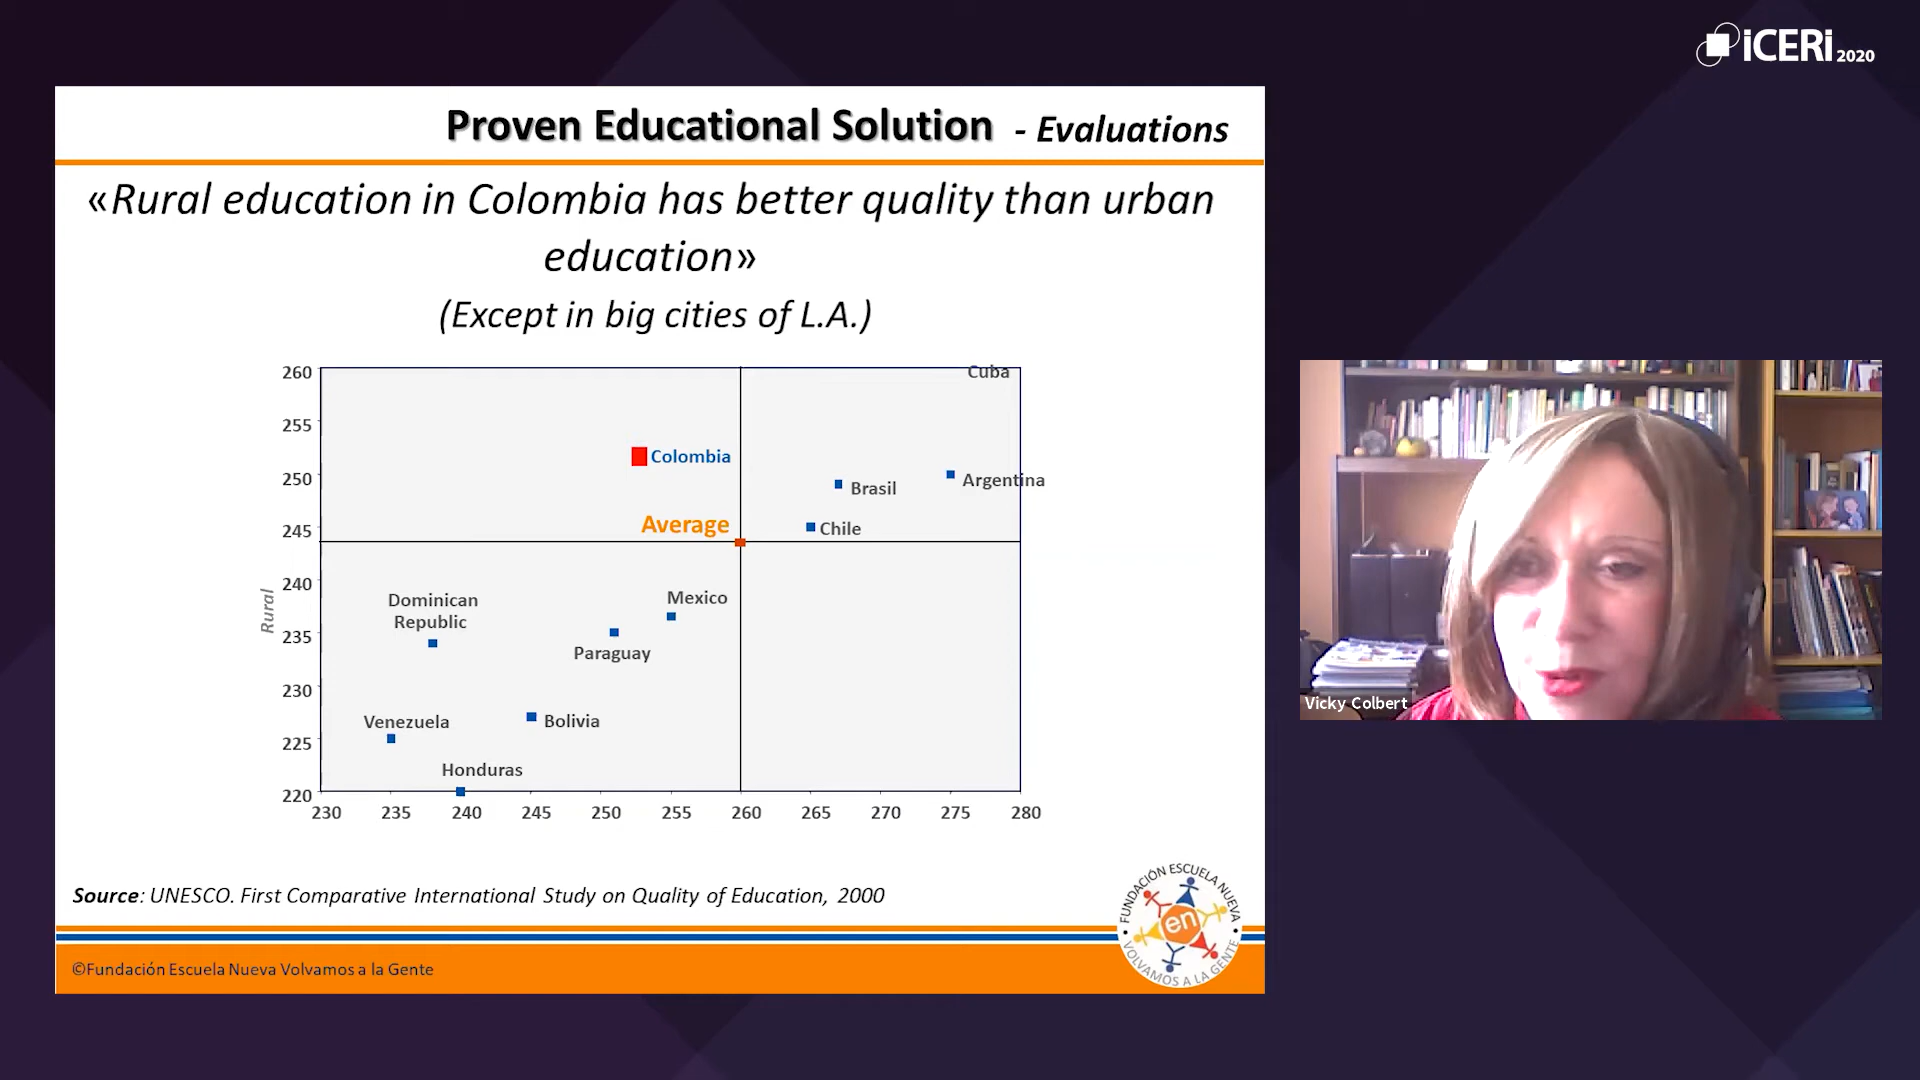 iCERi 2020
Proven Educational Solution - Evaluations
«Rural education in Colombia has better quality than urban
education»
(Except in big cities of L.A.)
260
255
250
245
240
235
230
225
220
Rural
Cuba
Colombia
Argentina
Brasil
Average
Chile
Dominican
Republic
Mexico
Paraguay
Venezuela
Bolivia
Honduras
230 235 240 245 250 255 260 265 270 275 280
Source: UNESCO. First Comparative International Study on Quality of Education, 2000
©Fundación Escuela Nueva Volvamos a la Gente
• FUNDACIÓN ESCUELA NUEVA •
en
VOLVAMOS A LA GENTE
Vicky Colbert